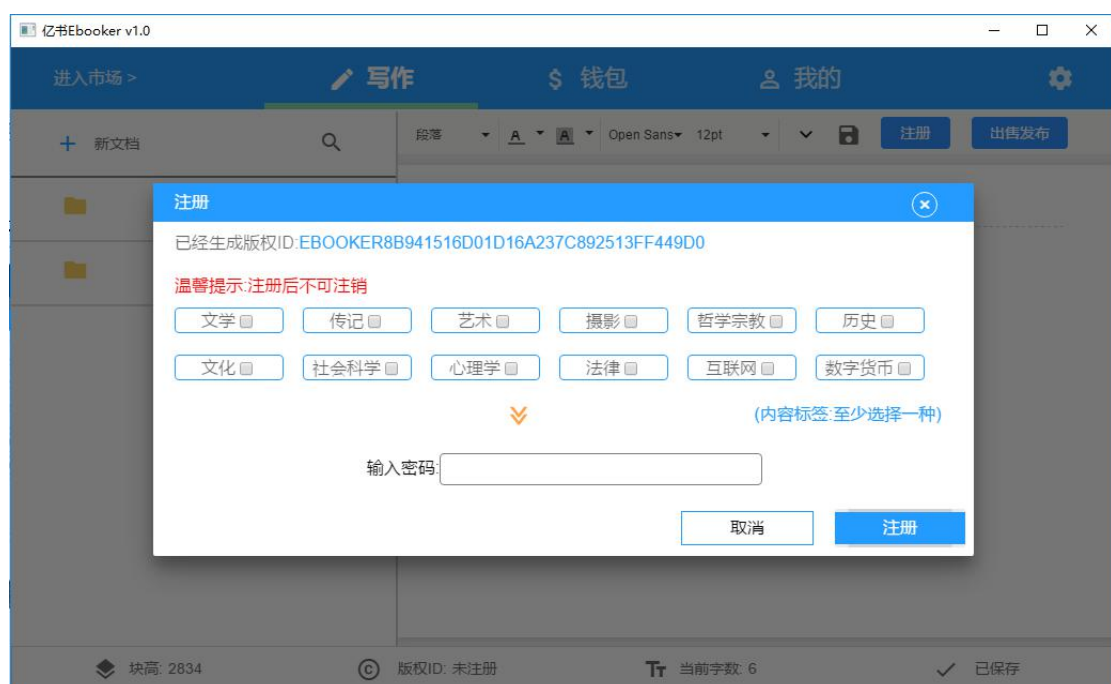 亿书Ebooker v1.0
进入市场 > 写作 $ 钱包 我的
+ 新文档 段落 A A Open Sans 12pt 注册 出售发布
注册
已经生成版权ID:EBOOKER8B941516D01D16A237C892513FF449D0
温馨提示:注册后不可注销
文学 传记 艺术 摄影 哲学宗教 历史
文化 社会科学 心理学 法律 互联网 数字货币
(内容标签:至少选择一种)
输入密码:
取消 注册
块高: 2834 © 版权ID: 未注册 Tт 当前字数: 6 已保存